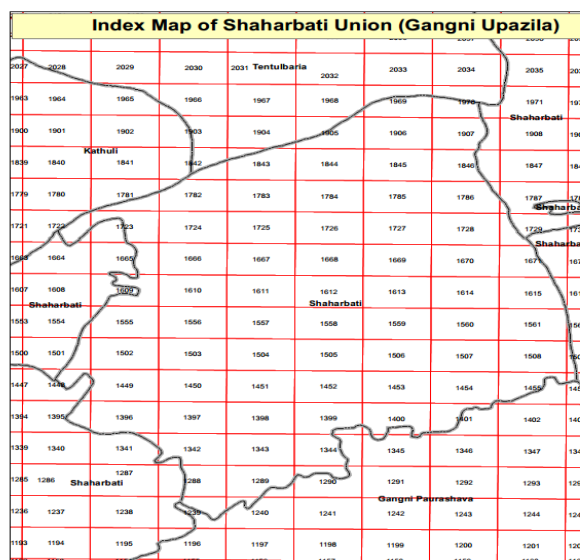 Index Map of Shaharbati Union (Gangni Upazila)
2027 2028 2029 2030 2031 Tentulbaria 2032 2033 2034 2035
1963 1964 1965 1966 1967 1968 1969 1970 1971
Shaharbati
1900 1901 1902 1903 1904 1905 1906 1907 1908
Kathuli
1839 1840 1841 1842 1843 1844 1845 1846 1847
1779 1780 1781 1782 1783 1784 1785 1786 1787
Shaharba
1721 1722 1723 1724 1725 1726 1727 1728 1729
Shaharba
1663 1664 1665 1666 1667 1668 1669 1670 1671
1607 1608 1609 1610 1611 1612 1613 1614 1615
Shaharbati Shaharbati
1553 1554 1555 1556 1557 1558 1559 1560 1561
1500 1501 1502 1503 1504 1505 1506 1507 1508
1447 1448 1449 1450 1451 1452 1453 1454 1455
1394 1395 1396 1397 1398 1399 1400 1401 1402
1339 1340 1341 1342 1343 1344 1345 1346 1347
1285 1286 1287 1288 1289 1290 1291 1292 1293
Shaharbati
Gangni Paurashava
1236 1237 1238 1239 1240 1241 1242 1243 1244
1193 1194 1195 1196 1197 1198 1199 1200 1201